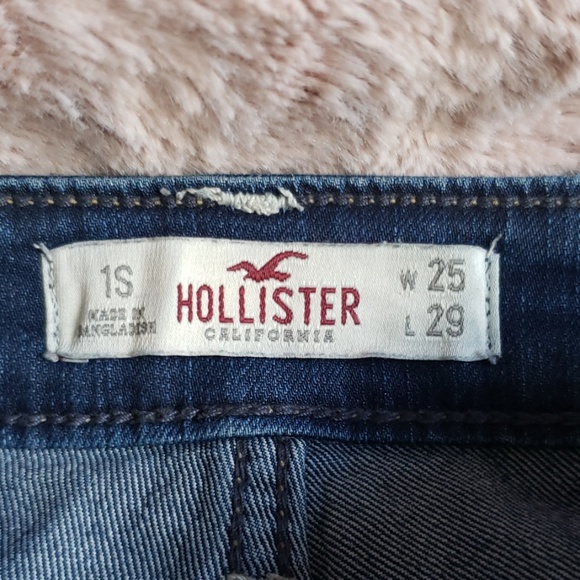 1S
MADE IN
BANGLADESH
HOLLISTER
CALIFORNIA
W 25
L 29